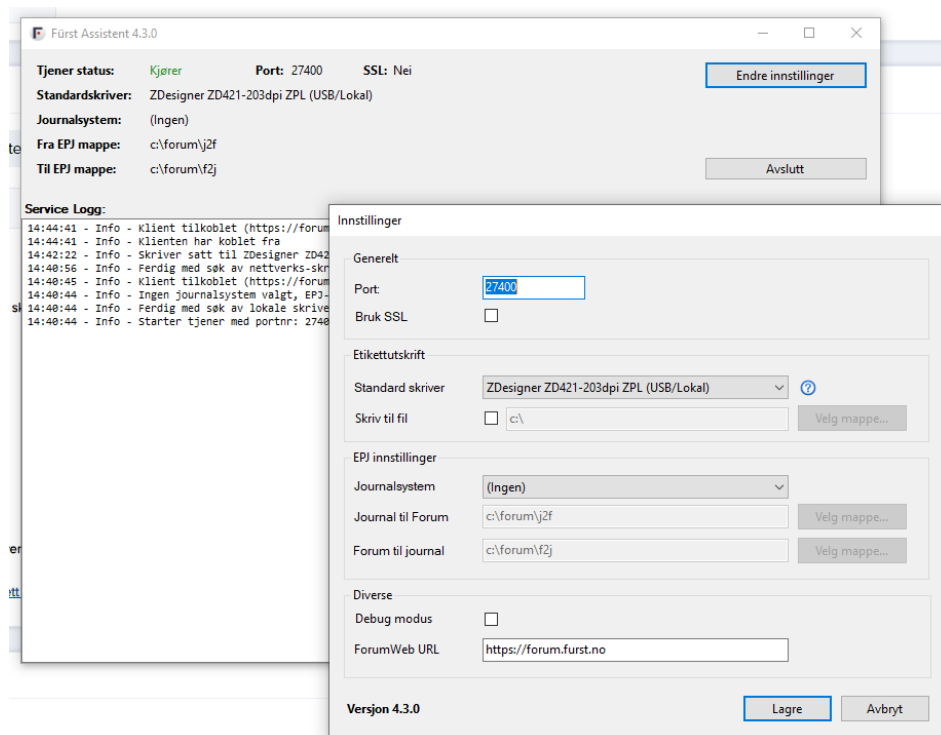 Fürst Assistent 4.3.0
Tjener status: Kjører Port: 27400 SSL: Nei
Endre innstillinger
Standardskriver: ZDesigner ZD421-203dpi ZPL (USB/Lokal)
Journalsystem: (Ingen)
Fra EPJ mappe: c:\forum\j2f
Til EPJ mappe: c:\forum\f2j
Avslutt
Service Logg:
14:44:41 - Info - Klient tilkoblet (https://forum
14:44:41 - Info - Klienten har koblet fra
14:42:22 - Info - Skriver satt til ZDesigner ZD42
14:40:56 - Info - Ferdig med søk av nettverks-skr
14:40:45 - Info - Klient tilkoblet (https://forum
14:40:44 - Info - Ingen journalsystem valgt, EPJ-
14:40:44 - Info - Ferdig med søk av lokale skrive
14:40:44 - Info - Starter tjener med portnr: 2740
Innstillinger
Generelt
Port: 27400
Bruk SSL
Etikettutskrift
Standard skriver ZDesigner ZD421-203dpi ZPL (USB/Lokal)
Skriv til fil c:\ Velg mappe...
EPJ innstillinger
Journalsystem (Ingen)
Journal til Forum c:\forum\j2f Velg mappe...
Forum til journal c:\forum\f2j Velg mappe...
Diverse
Debug modus
ForumWeb URL https://forum.furst.no
Versjon 4.3.0 Lagre Avbryt